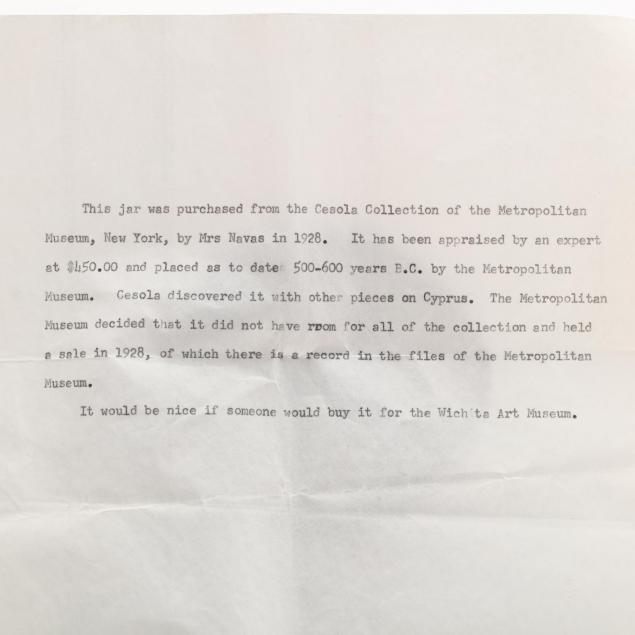 This jar was purchased from the Cesola Collection of the Metropolitan
Museum, New York, by Mrs Navas in 1928. It has been appraised by an expert
at $450.00 and placed as to date 500-600 years B.C. by the Metropolitan
Museum. Cesola discovered it with other pieces on Cyprus. The Metropolitan
Museum decided that it did not have room for all of the collection and held
a sale in 1928, of which there is a record in the files of the Metropolitan
Museum.
It would be nice if someone would buy it for the Wichita Art Museum.